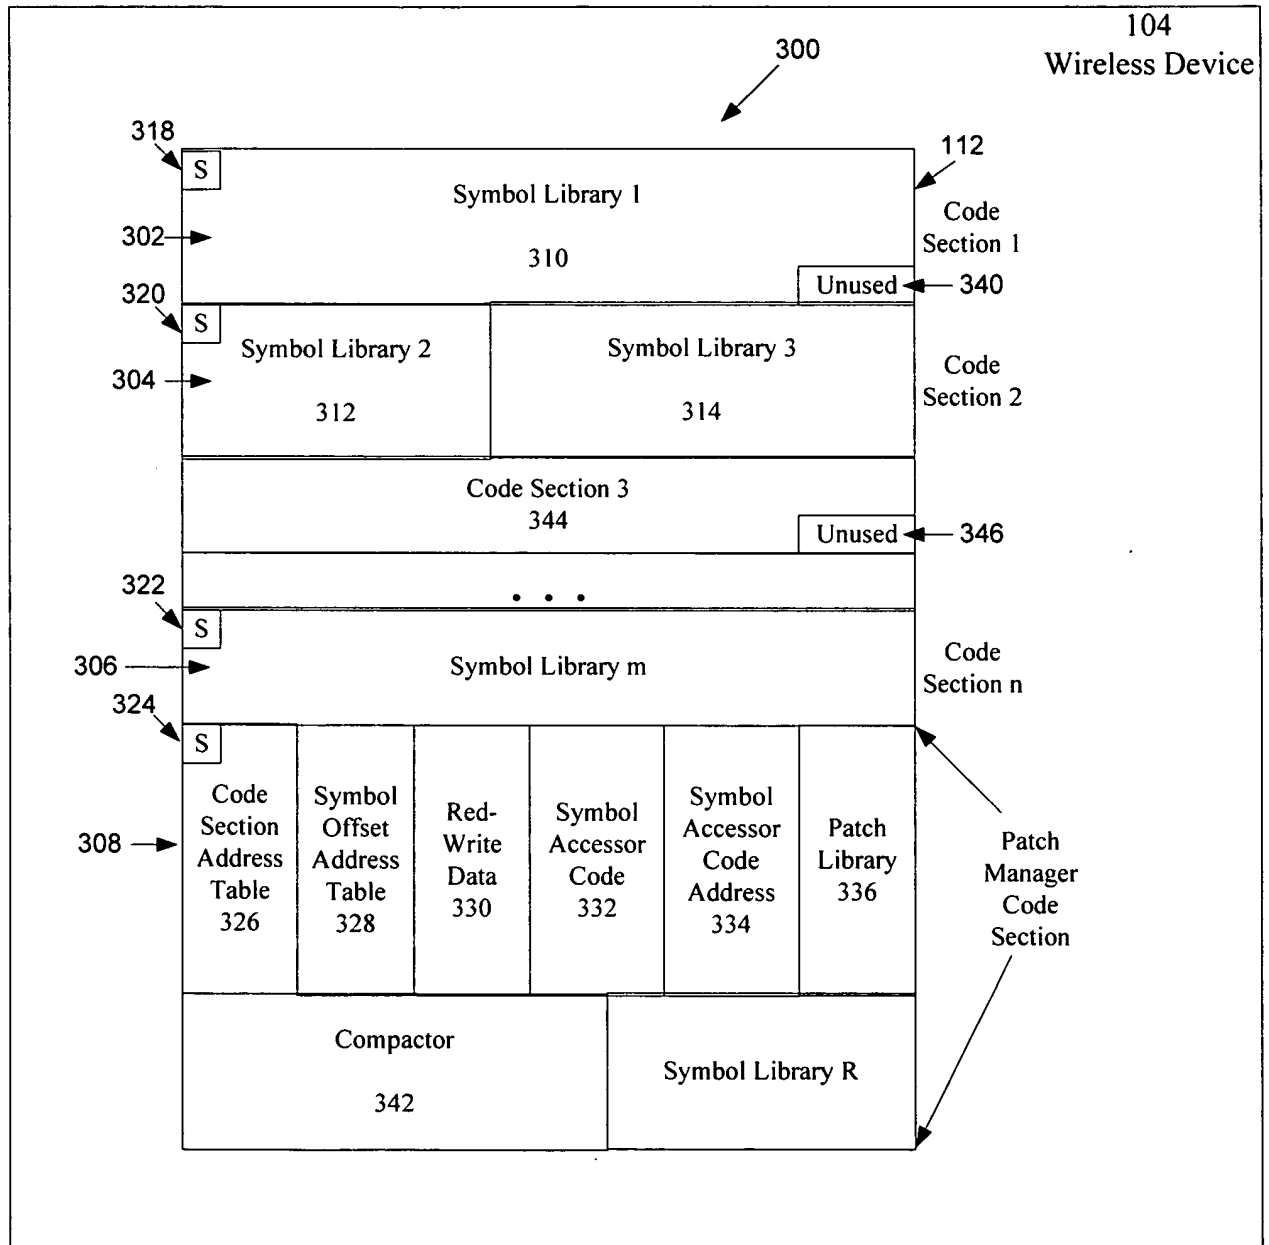 104
Wireless Device
300
318
S
Symbol Library 1
112
Code
Section 1
302
310
Unused
340
320
S
Symbol Library 2
Symbol Library 3
304
Code
Section 2
312
314
Code Section 3
344
Unused
346
322
. . .
S
306
Symbol Library m
Code
Section n
324
S
308
Code
Section
Address
Table
326
Symbol
Offset
Address
Table
328
Red-
Write
Data
330
Symbol
Accessor
Code
332
Symbol
Accessor
Code
Address
334
Patch
Library
336
Patch
Manager
Code
Section
Compactor
342
Symbol Library R